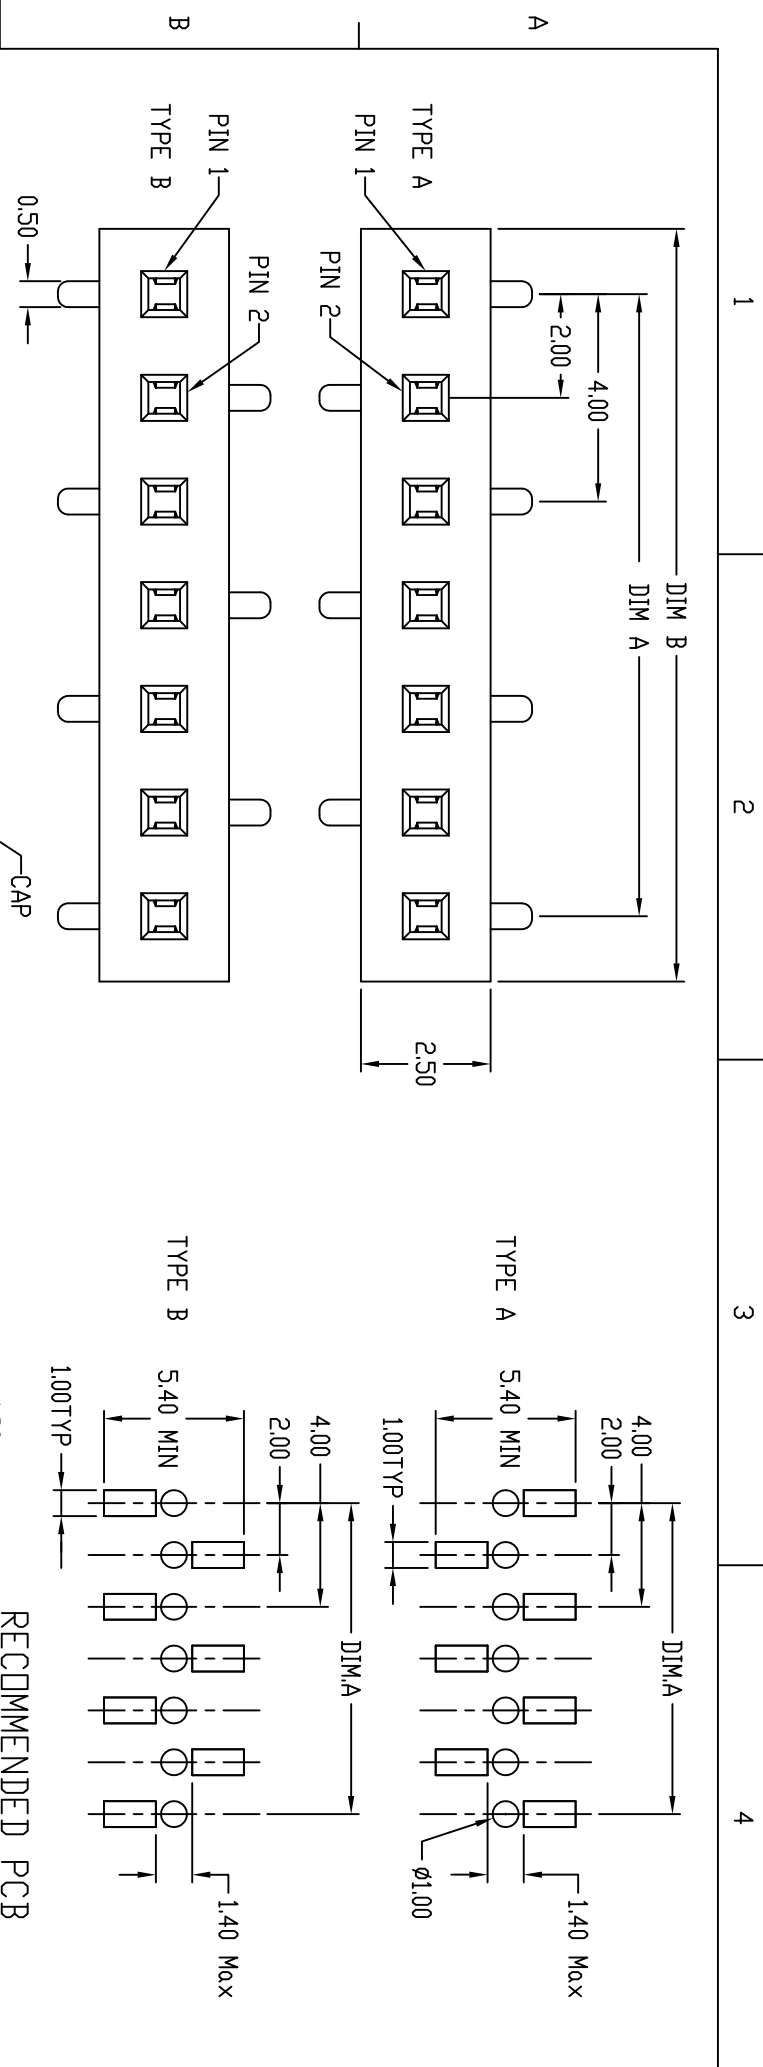 1
2
3
4
A
B
DIM B
DIM A
4.00
2.00
TYPE A
PIN 1
PIN 2
2.50
TYPE B
PIN 1
PIN 2
0.50
CAP
TYPE A
DIM.A
4.00
2.00
5.40 MIN
1.00TYP
1.40 Max
ø1.00
TYPE B
DIM.A
4.00
2.00
5.40 MIN
1.00TYP
1.40 Max
RECOMMENDED PCB